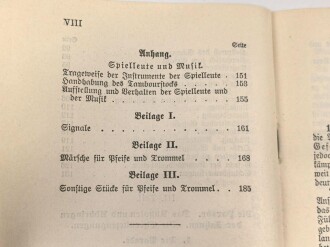 VIII
Seite
Anhang.
Spielleute und Musik.
Trageweise der Instrumente der Spielleute . 151
Handhabung des Tambourstocks . . . . 153
Aufstellung und Verhalten der Spielleute und
der Musik . . . . . . . . . . 155
Beilage I.
Signale . . . . . . . . . . 161
Beilage II.
Märsche für Pfeife und Trommel . . . . 168
Beilage III.
Sonstige Stücke für Pfeife und Trommel . . 185